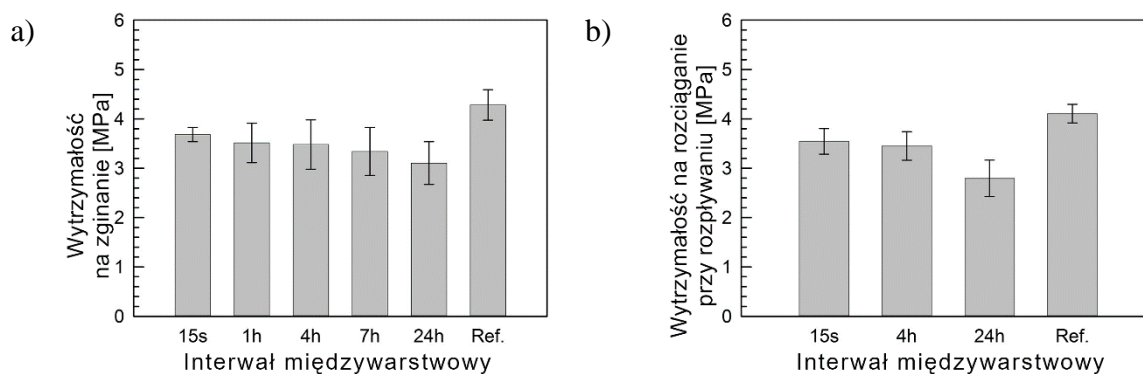 a)
Wytrzymałość
na zginanie [MPa]
6
5
4
3
2
1
0
15s 1h 4h 7h 24h Ref.
Interwał międzywarstwowy
b)
Wytrzymałość na rozciąganie
przy rozpływaniu [MPa]
6
5
4
3
2
1
0
15s 4h 24h Ref.
Interwał międzywarstwowy